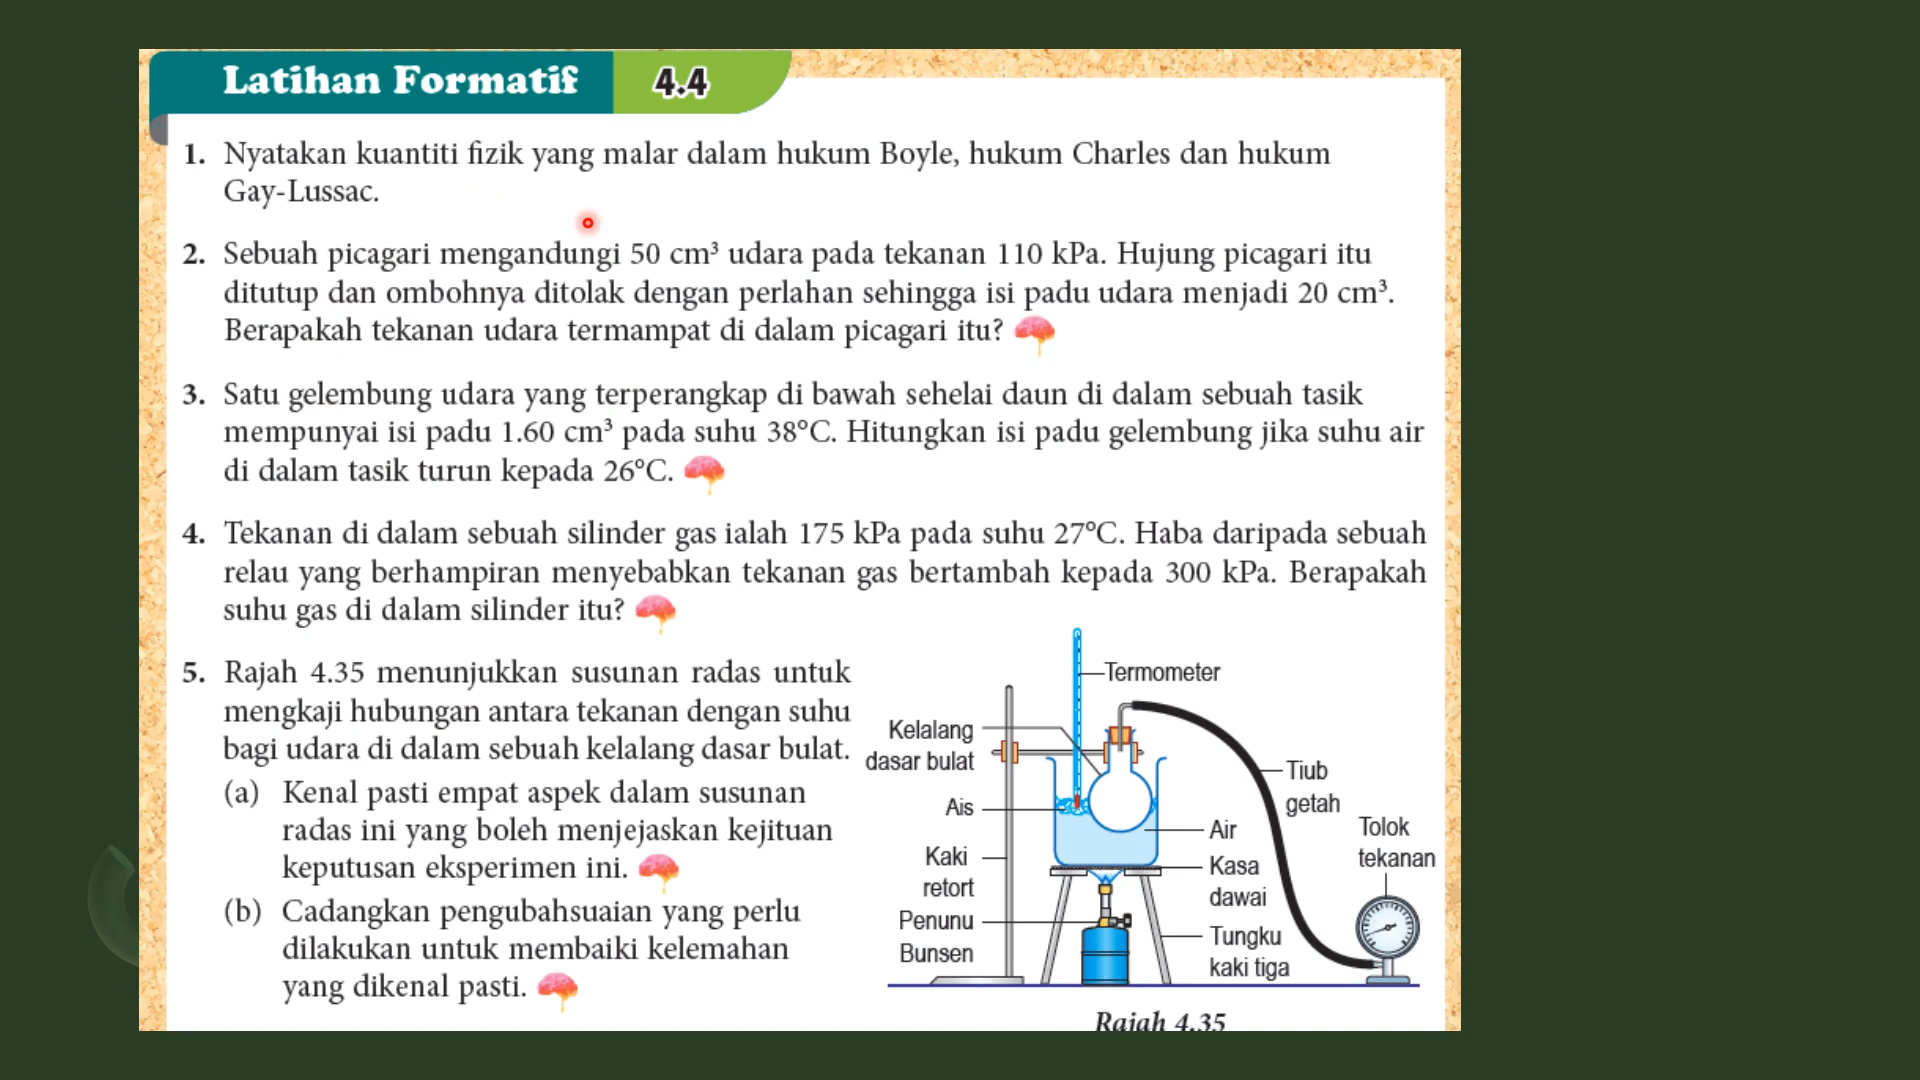 Latihan Formatif 4.4
1. Nyatakan kuantiti fizik yang malar dalam hukum Boyle, hukum Charles dan hukum
Gay-Lussac.
2. Sebuah picagari mengandungi 50 cm³ udara pada tekanan 110 kPa. Hujung picagari itu
ditutup dan ombohnya ditolak dengan perlahan sehingga isi padu udara menjadi 20 cm³.
Berapakah tekanan udara termampat di dalam picagari itu?
3. Satu gelembung udara yang terperangkap di bawah sehelai daun di dalam sebuah tasik
mempunyai isi padu 1.60 cm³ pada suhu 38°C. Hitungkan isi padu gelembung jika suhu air
di dalam tasik turun kepada 26°C.
4. Tekanan di dalam sebuah silinder gas ialah 175 kPa pada suhu 27°C. Haba daripada sebuah
relau yang berhampiran menyebabkan tekanan gas bertambah kepada 300 kPa. Berapakah
suhu gas di dalam silinder itu?
5. Rajah 4.35 menunjukkan susunan radas untuk
mengkaji hubungan antara tekanan dengan suhu
bagi udara di dalam sebuah kelalang dasar bulat.
(a) Kenal pasti empat aspek dalam susunan
radas ini yang boleh menjejaskan kejituan
keputusan eksperimen ini.
(b) Cadangkan pengubahsuaian yang perlu
dilakukan untuk membaiki kelemahan
yang dikenal pasti.
Termometer
Kelalang
dasar bulat
Ais
Kaki
retort
Penunu
Bunsen
Tiub
getah
Air
Kasa
dawai
Tungku
kaki tiga
Tolok
tekanan
Rajah 4.35